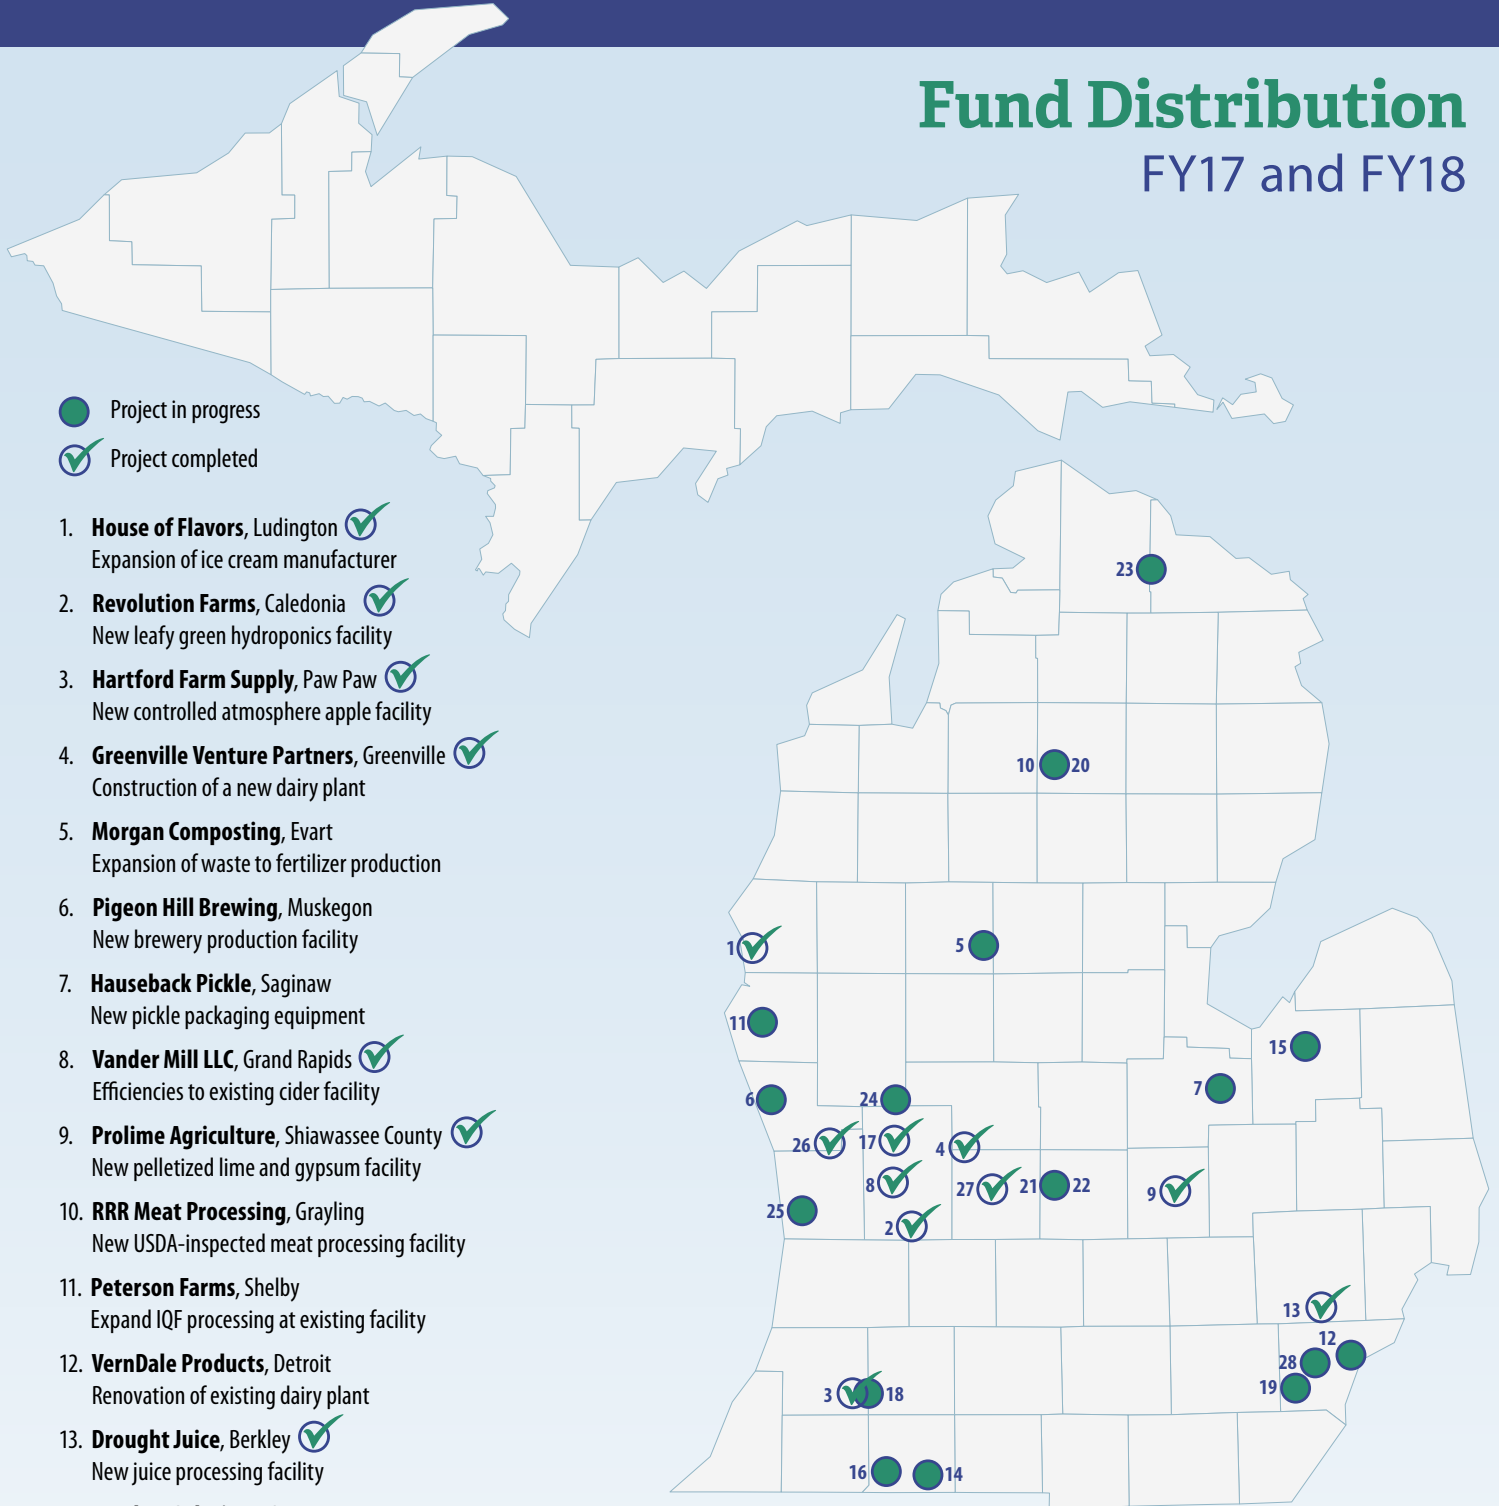 Fund Distribution
FY17 and FY18
Project in progress
Project completed
1. House of Flavors, Ludington
Expansion of ice cream manufacturer
2. Revolution Farms, Caledonia
New leafy green hydroponics facility
3. Hartford Farm Supply, Paw Paw
New controlled atmosphere apple facility
4. Greenville Venture Partners, Greenville
Construction of a new dairy plant
5. Morgan Composting, Evart
Expansion of waste to fertilizer production
6. Pigeon Hill Brewing, Muskegon
New brewery production facility
7. Hauseback Pickle, Saginaw
New pickle packaging equipment
8. Vander Mill LLC, Grand Rapids
Efficiencies to existing cider facility
9. Prolime Agriculture, Shiawassee County
New pelletized lime and gypsum facility
10. RRR Meat Processing, Grayling
New USDA-inspected meat processing facility
11. Peterson Farms, Shelby
Expand IQF processing at existing facility
12. VernDale Products, Detroit
Renovation of existing dairy plant
13. Drought Juice, Berkley
New juice processing facility
23
10 20
1
5
11
15
7
6
24
26
17
4
8
27
21 22
9
25
2
13
12
28
19
3 18
16
14